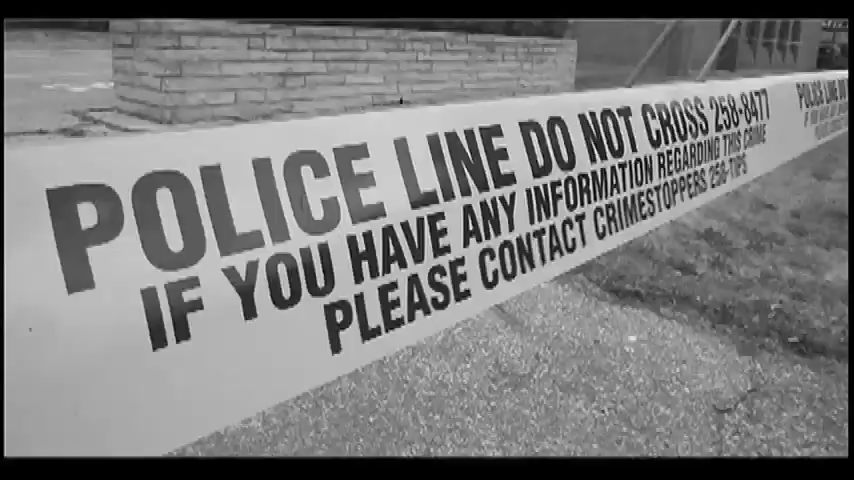 POLICE LINE DO NOT CROSS 258-8477
IF YOU HAVE ANY INFORMATION REGARDING THIS CRIME
PLEASE CONTACT CRIMESTOPPERS 258-TIPS
POLICE LINE DO